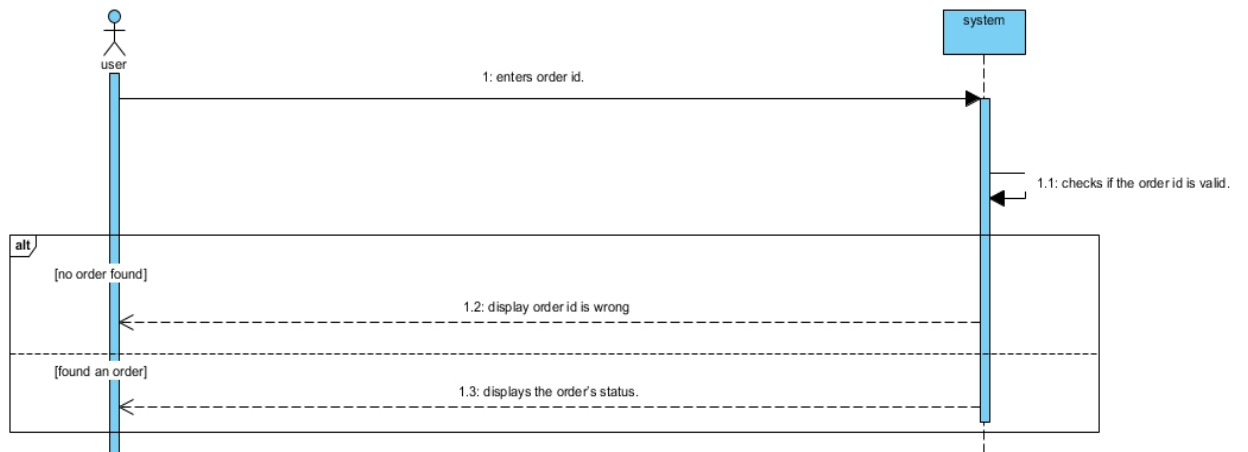 user
system
1: enters order id.
1.1: checks if the order id is valid.
alt
[no order found]
1.2: display order id is wrong
[found an order]
1.3: displays the order's status.